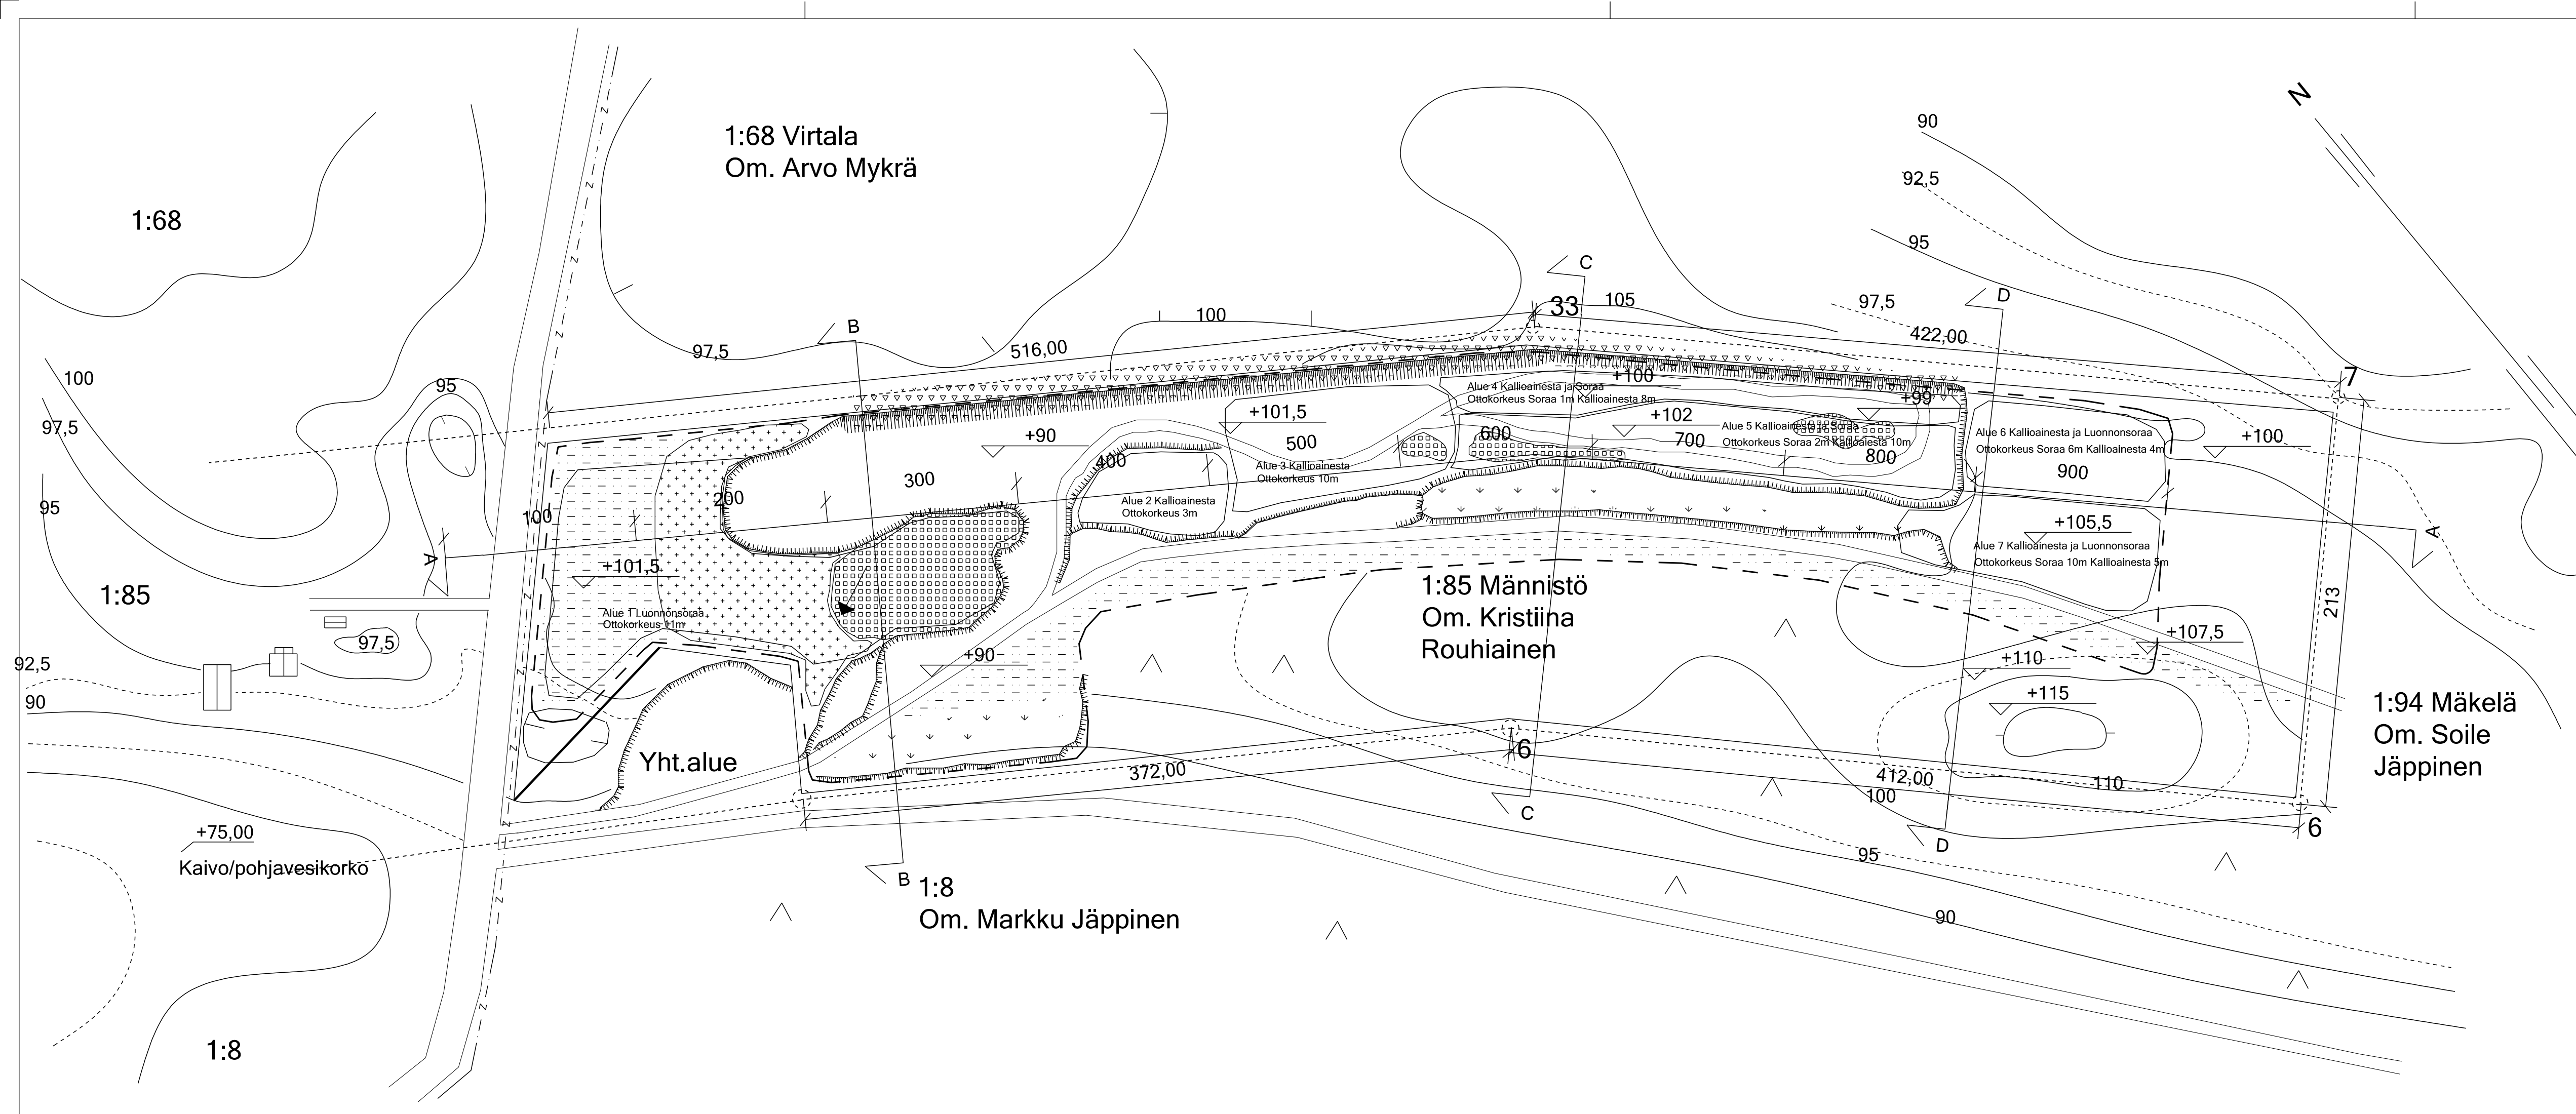 N
90
1:68 Virtala
Om. Arvo Mykrä
92,5
1:68
95
C
D
33
105
97,5
100
B
422,00
516,00
97,5
7
100
95
Alue 4 Kallioainesta ja Soraa
+100
Ottokorkeus Soraa 1m Kallioainesta 8m
+99
+101,5
+102
97,5
Alue 5 Kallioainesta ja Soraa
Ottokorkeus Soraa 2m Kallioaiesta 10m
Alue 6 Kallioainesta ja Luonnonsoraa
Ottokorkeus Soraa 6m Kallioainesta 4m
+90
500
600
700
800
+100
400
Alue 3 Kallioainesta
Ottokorkeus 10m
900
300
200
Alue 2 Kallioainesta
Ottokorkeus 3m
95
100
+105,5
A
A
Alue 7 Kallioainesta ja Luonnonsoraa
Ottokorkeus Soraa 10m Kallioainesta 5m
+101,5
1:85
1:85 Männistö
Om. Kristiina
Rouhiainen
213
Alue 1 Luonnonsoraa
Ottokorkeus 11m
97,5
+107,5
+90
+110
92,5
+115
90
1:94 Mäkelä
Om. Soile
Jäppinen
Yht.alue
6
372,00
412,00
110
100
C
6
+75,00
D
95
Kaivo/pohjavesikorko
B
1:8
Om. Markku Jäppinen
90
1:8
z
z
z
z
z
z
z
z
z
z
z
z